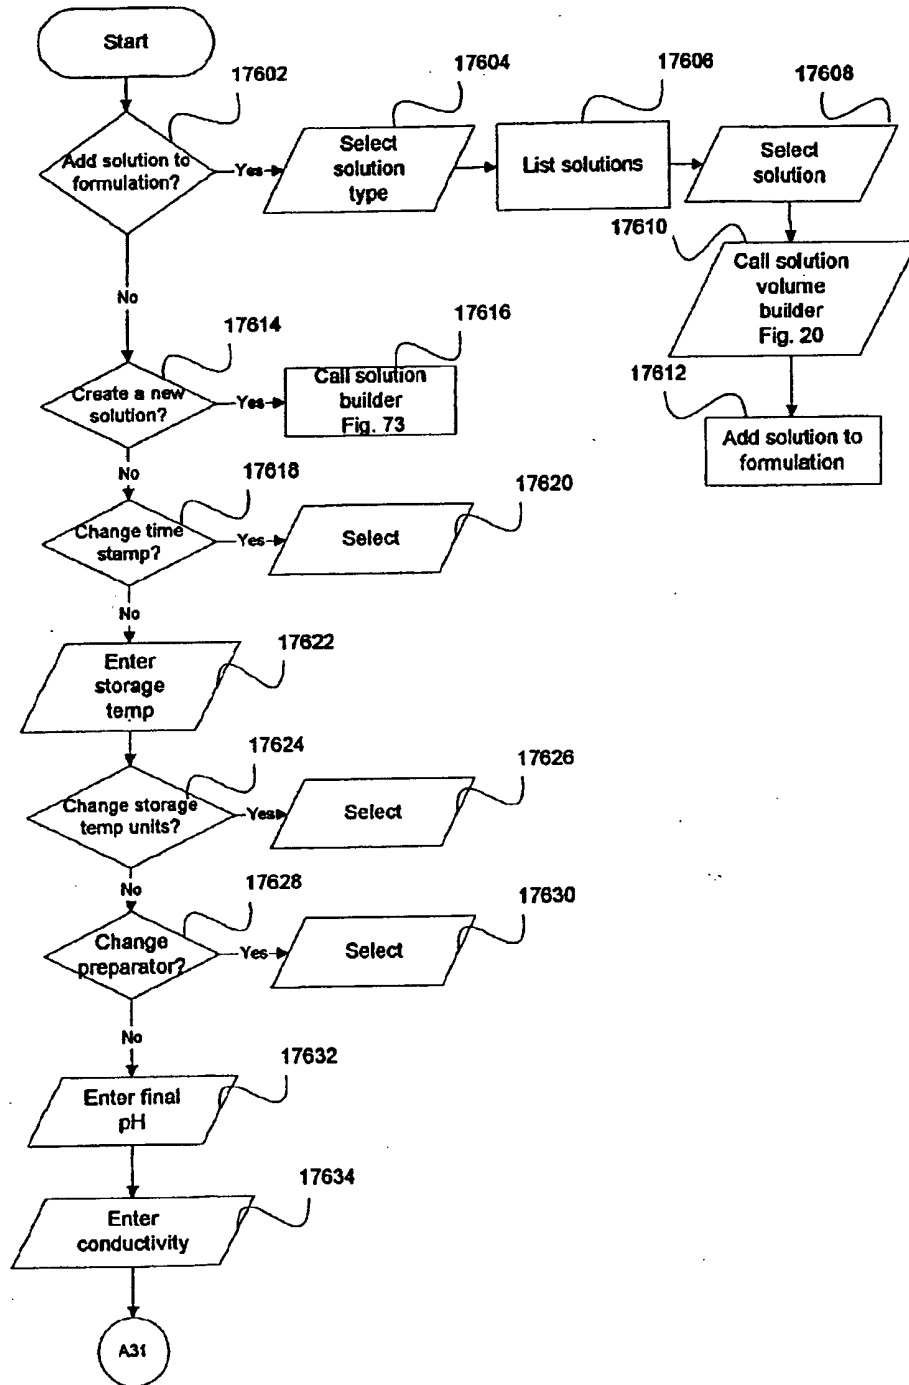 Start
17602
Add solution to
formulation?
Yes
17604
Select
solution
type
17606
List solutions
17608
Select
solution
17610
Call solution
volume
builder
Fig. 20
17612
Add solution to
formulation
No
17614
Create a new
solution?
Yes
17616
Call solution
builder
Fig. 73
No
17618
Change time
stamp?
Yes
17620
Select
No
17622
Enter
storage
temp
17624
Change storage
temp units?
Yes
17626
Select
No
17628
Change
preparator?
Yes
17630
Select
No
17632
Enter final
pH
17634
Enter
conductivity
A31